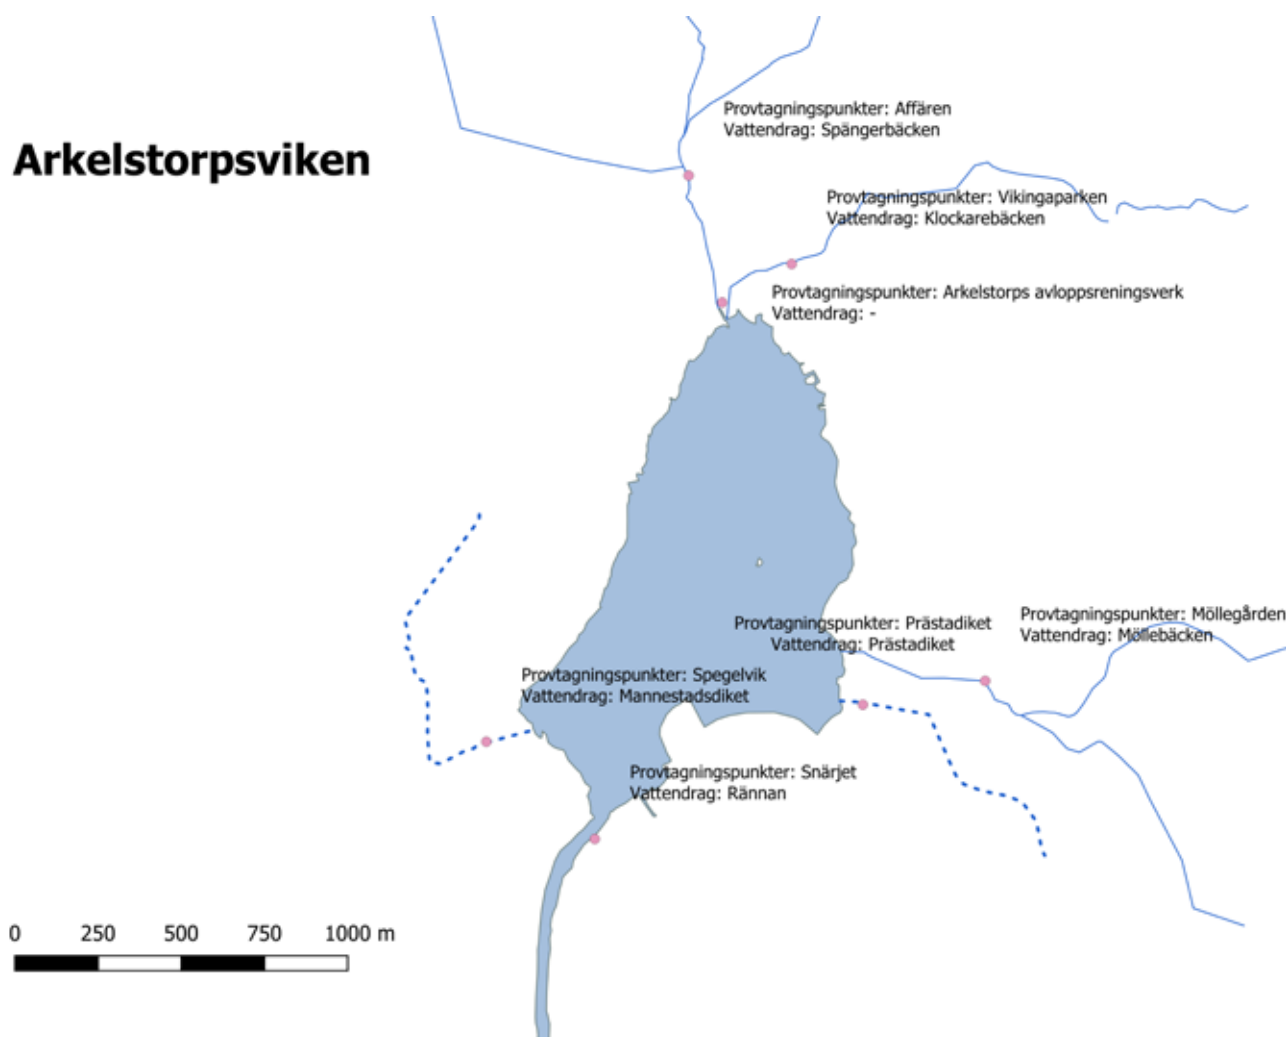 Provtagningspunkter: Affären
Vattendrag: Spängerbäcken
Arkelstorpsviken
Provtagningspunkter: Vikingaparken
Vattendrag: Klockarebäcken
Provtagningspunkter: Arkelstorps avloppsreningsverk
Vattendrag: -
Provtagningspunkter: Möllegården
Vattendrag: Möllebäcken
Provtagningspunkter: Prästadiket
Vattendrag: Prästadiket
Provtagningspunkter: Spegelvik
Vattendrag: Mannestadsdiket
Provtagningspunkter: Snärjet
Vattendrag: Rännan
0 250 500 750 1000 m